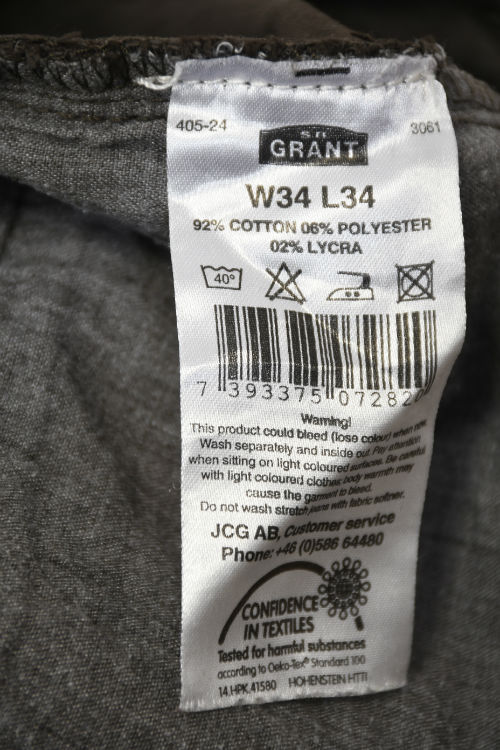 405-24
3061
sir
GRANT
W34 L34
92% COTTON 06% POLYESTER
02% LYCRA
40°
7 393375 072820
Warning!
This product could bleed (lose colour) when new.
Wash separately and inside out. Pay attention
when sitting on light coloured surfaces. Be careful
with light coloured clothes body warmth may
cause the garment to bleed.
Do not wash stretch jeans with fabric softner.
JCG AB, Customer service
Phone: +46 (0)586 64480
CONFIDENCE
IN TEXTILES
Tested for harmful substances
according to Oeko-Tex® Standard 100
14.HPK.41580 HOHENSTEIN HTTI